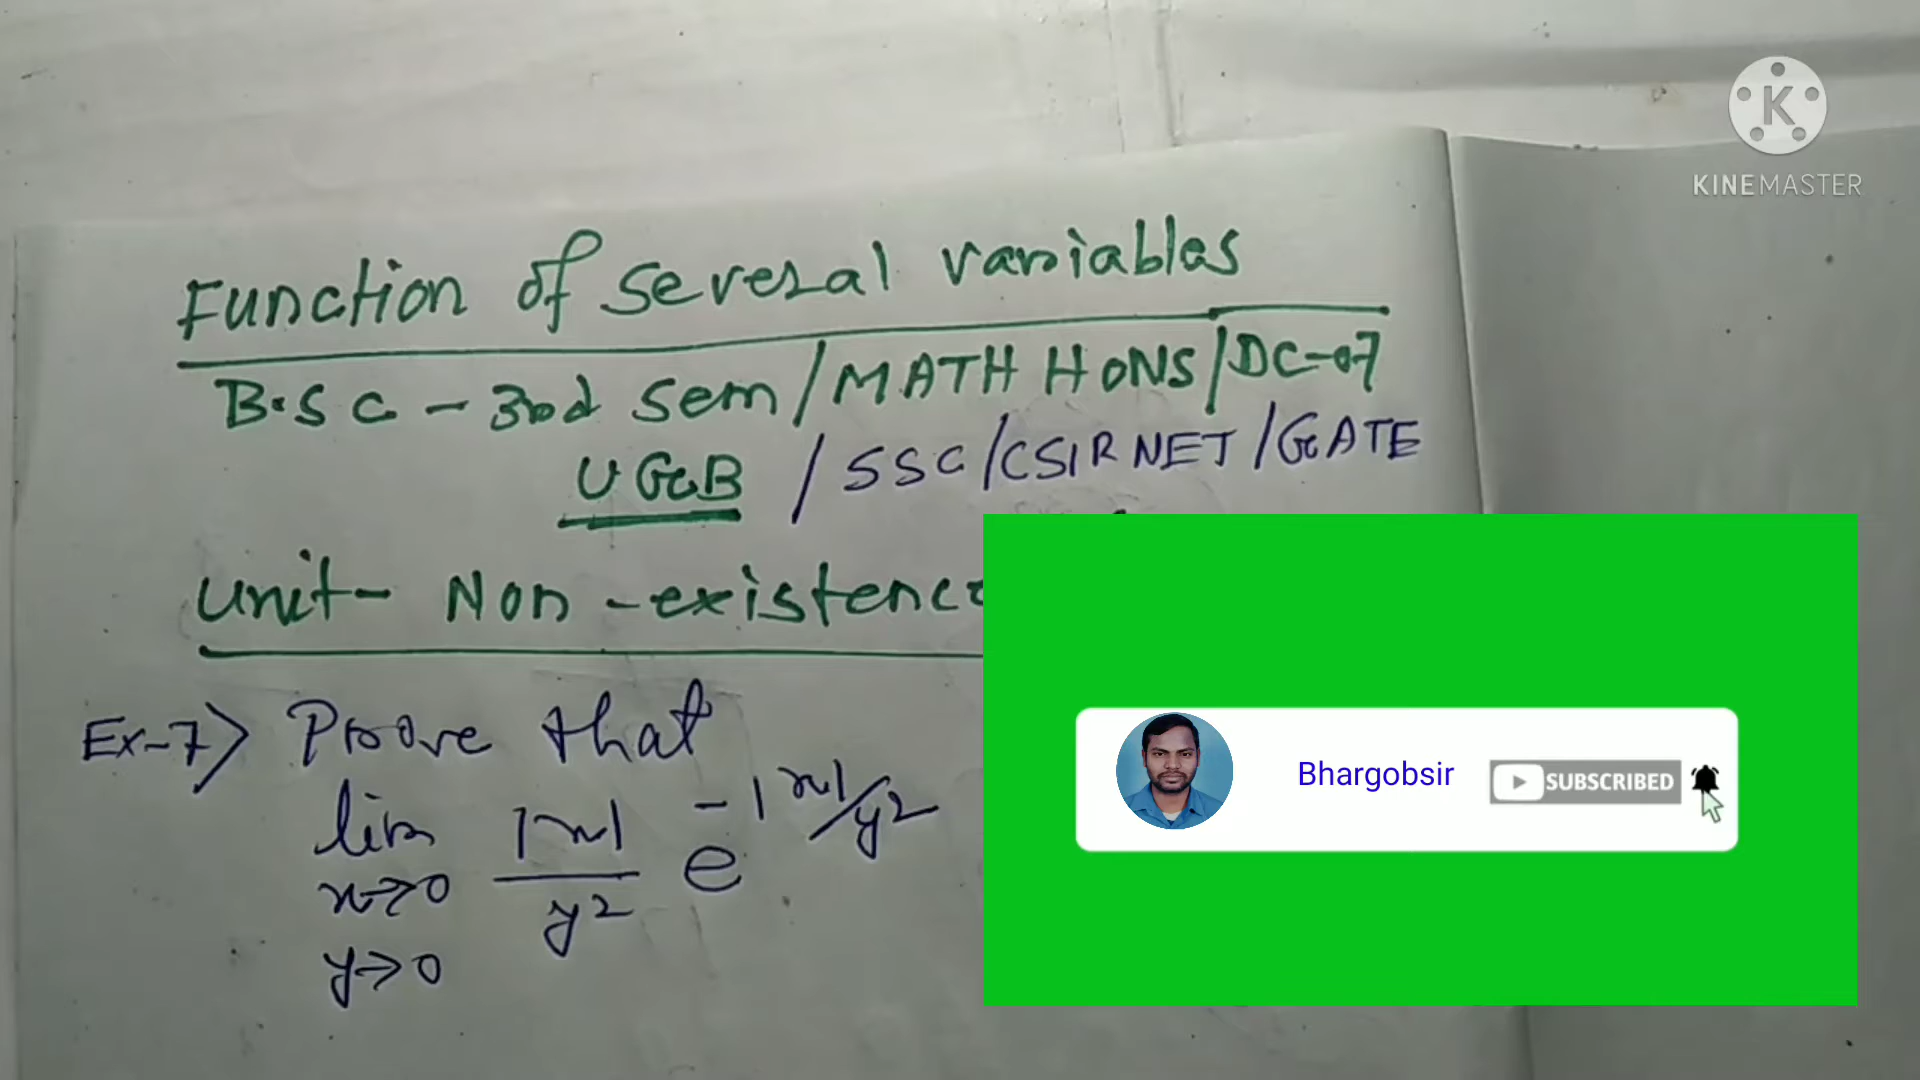 KINEMASTER
Function of several variables
B.SC - 3rd Sem / MATH HONS / DC-07
UGB / SSC / CSIR NET / GATE
Unit- Non-existence
Ex-7) Prove that
lim |x|/y² e^-|x|/y²
x→0
y→0
Bhargobsir SUBSCRIBED